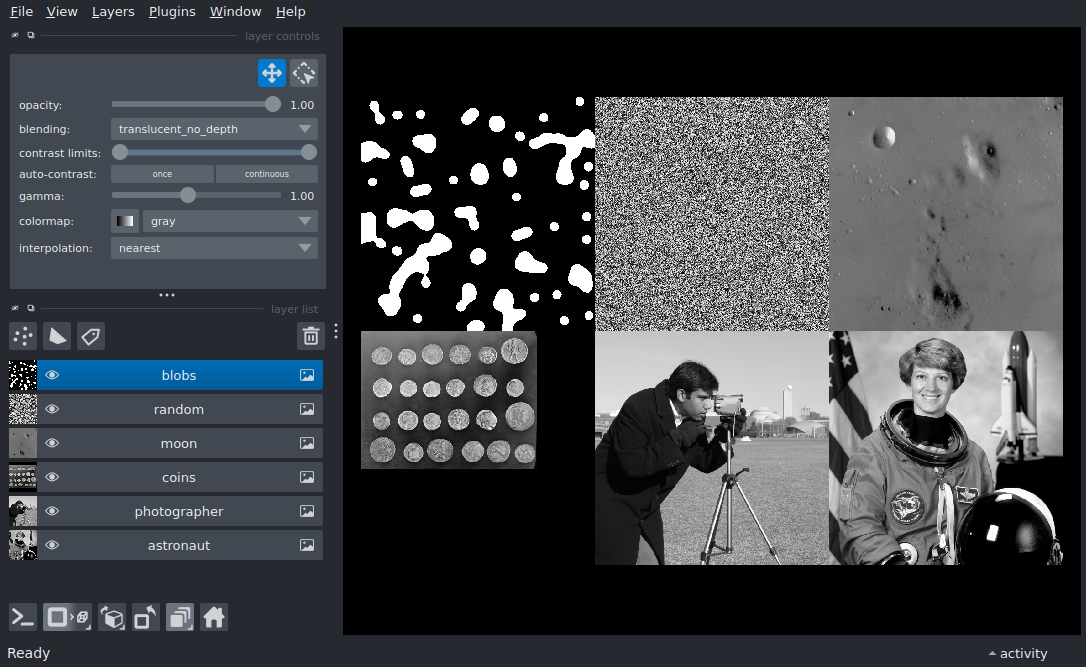 File View Layers Plugins Window Help
layer controls
opacity: 1.00
blending: translucent_no_depth
contrast limits:
auto-contrast: once continuous
gamma: 1.00
colormap: gray
interpolation: nearest
layer list
blobs
random
moon
coins
photographer
astronaut
Ready
activity